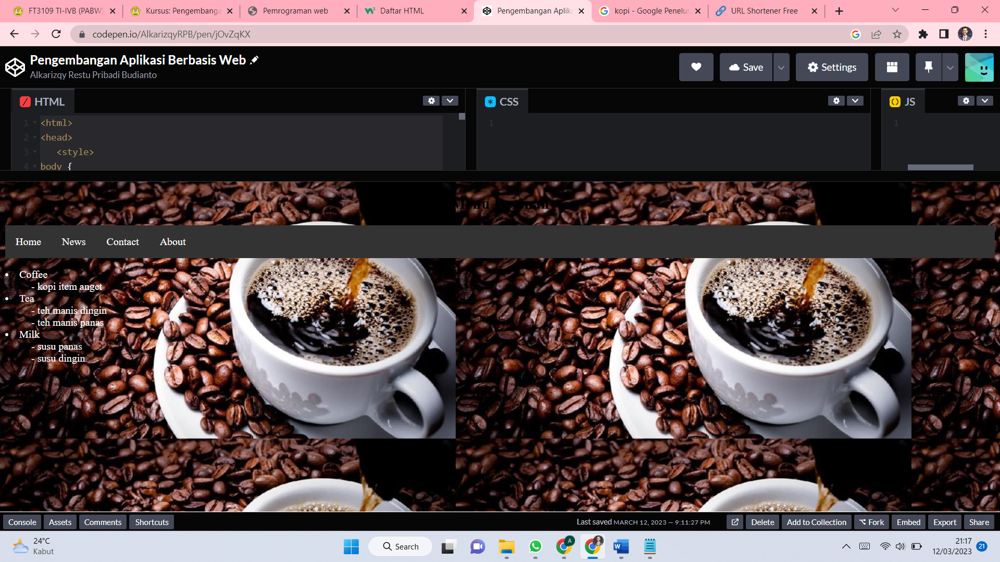 FT3109 TI-IVB (PABW)
Kursus: Pengembanga
Pemrograman web
Daftar HTML
Pengembangan Aplika
kopi - Google Penelus
URL Shortener Free
codepen.io/AlkarizqyRPB/pen/jOvZqKX
Pengembangan Aplikasi Berbasis Web
Alkarizqy Restu Pribadi Budianto
Save
Settings
HTML
CSS
JS
1 <html>
2 <head>
3 <style>
4 body {
1
1
Menu
Home News Contact About
• Coffee
- kopi item anget
• Tea
- teh manis dingin
- teh manis panas
• Milk
- susu panas
- susu dingin
Console Assets Comments Shortcuts
Last saved MARCH 12, 2023 — 9:11:27 PM
Delete Add to Collection Fork Embed Export Share
24°C
Kabut
Search
A
W
21:17
12/03/2023
21